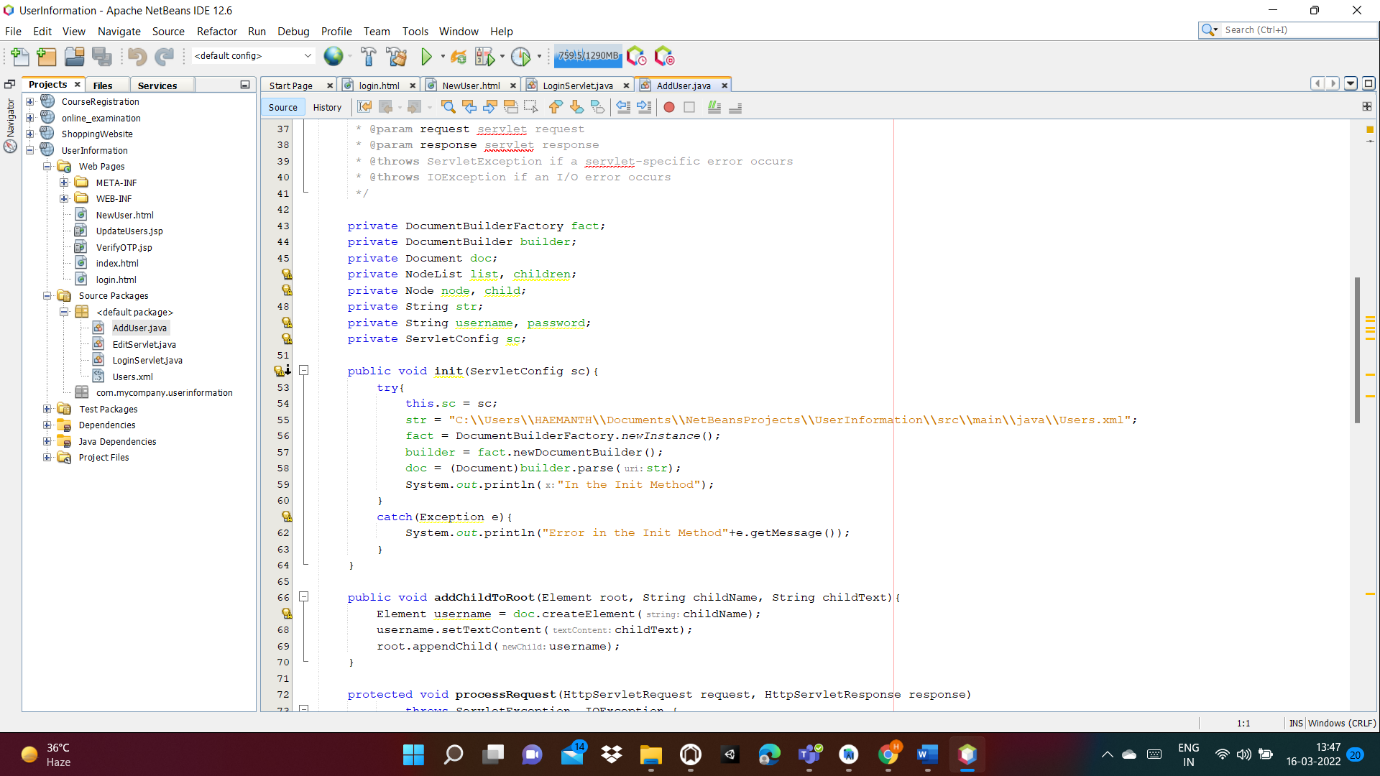 UserInformation - Apache NetBeans IDE 12.6
File Edit View Navigate Source Refactor Run Debug Profile Team Tools Window Help
Search (Ctrl+I)
<default config>
759.5/1290MB
Projects Files Services
Start Page login.html NewUser.html LoginServlet.java AddUser.java
Source History
Navigator
CourseRegistration
online_examination
ShoppingWebsite
UserInformation
Web Pages
META-INF
WEB-INF
NewUser.html
UpdateUsers.jsp
VerifyOTP.jsp
index.html
login.html
Source Packages
<default package>
AddUser.java
EditServlet.java
LoginServlet.java
Users.xml
com.mycompany.userinformation
Test Packages
Dependencies
Java Dependencies
Project Files
37 * @param request servlet request
38 * @param response servlet response
39 * @throws ServletException if a servlet-specific error occurs
40 * @throws IOException if an I/O error occurs
41 */
42
43 private DocumentBuilderFactory fact;
44 private DocumentBuilder builder;
45 private Document doc;
private NodeList list, children;
private Node node, child;
48 private String str;
private String username, password;
private ServletConfig sc;
51
public void init(ServletConfig sc){
53 try{
54 this.sc = sc;
55 str = "C:\\Users\\HAEMANTH\\Documents\\NetBeansProjects\\UserInformation\\src\\main\\java\\Users.xml";
56 fact = DocumentBuilderFactory.newInstance();
57 builder = fact.newDocumentBuilder();
58 doc = (Document)builder.parse(uri:str);
59 System.out.println(x:"In the Init Method");
60 }
catch(Exception e){
62 System.out.println("Error in the Init Method"+e.getMessage());
63 }
64 }
65
66 public void addChildToRoot(Element root, String childName, String childText){
Element username = doc.createElement(string:childName);
68 username.setTextContent(textContent:childText);
69 root.appendChild(newChild:username);
70 }
71
72 protected void processRequest(HttpServletRequest request, HttpServletResponse response)
73 throws ServletException, IOException {
1:1 INS Windows (CRLF)
36°C
Haze
14
ENG
IN
13:47
16-03-2022
20